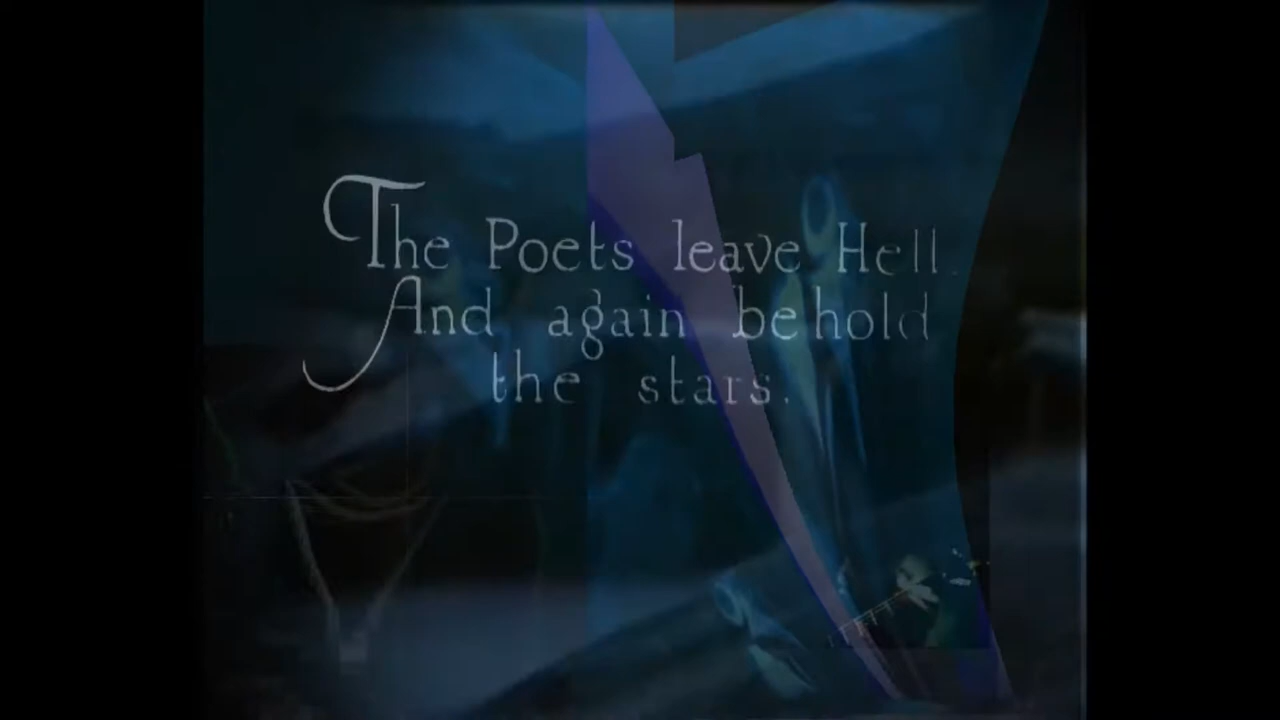 The Poets leave Hell.
And again behold
the stars.